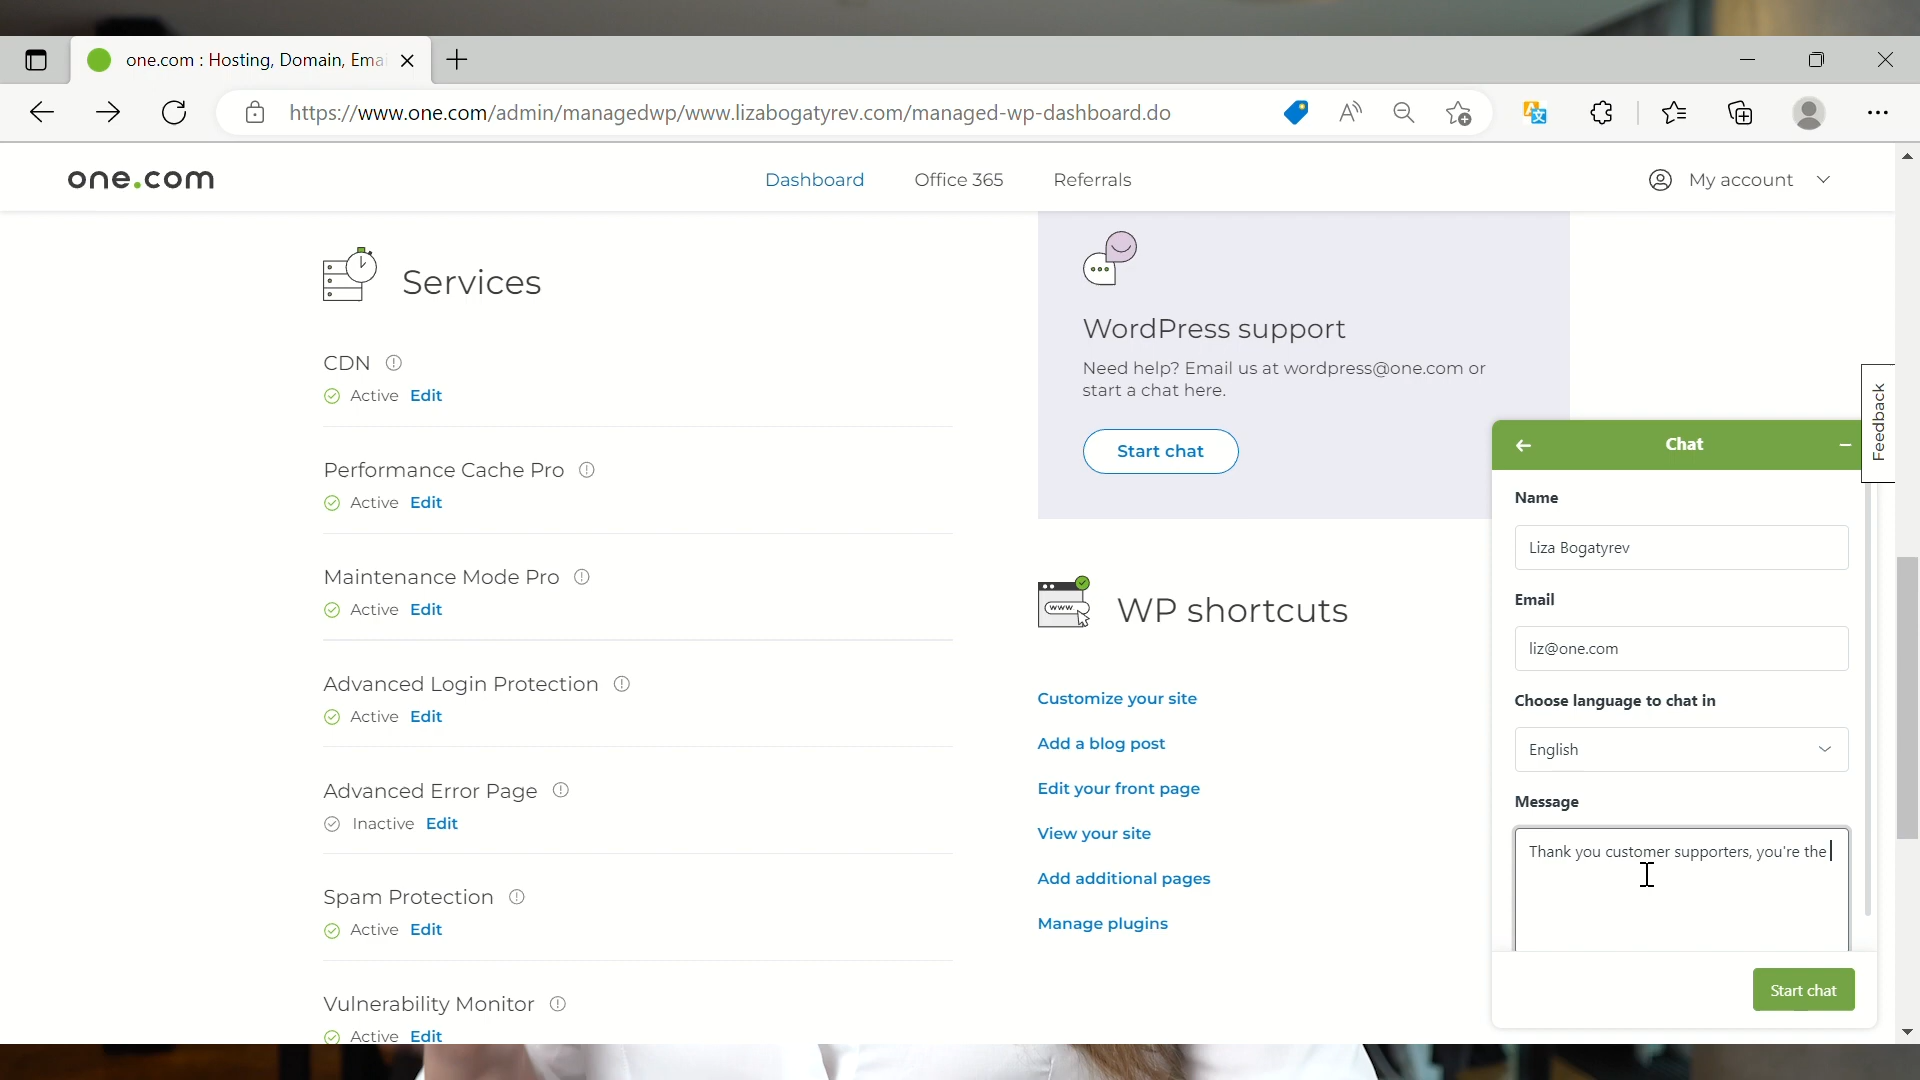 one.com : Hosting, Domain, Emai
https://www.one.com/admin/managedwp/www.lizabogatyrev.com/managed-wp-dashboard.do
one.com
Dashboard
Office 365
Referrals
My account
Services
CDN
Active Edit
Performance Cache Pro
Active Edit
Maintenance Mode Pro
Active Edit
Advanced Login Protection
Active Edit
Advanced Error Page
Inactive Edit
Spam Protection
Active Edit
Vulnerability Monitor
Active Edit
WordPress support
Need help? Email us at wordpress@one.com or
start a chat here.
Start chat
www.
WP shortcuts
Customize your site
Add a blog post
Edit your front page
View your site
Add additional pages
Manage plugins
Feedback
Chat
Name
Liza Bogatyrev
Email
liz@one.com
Choose language to chat in
English
Message
Thank you customer supporters, you're the
Start chat